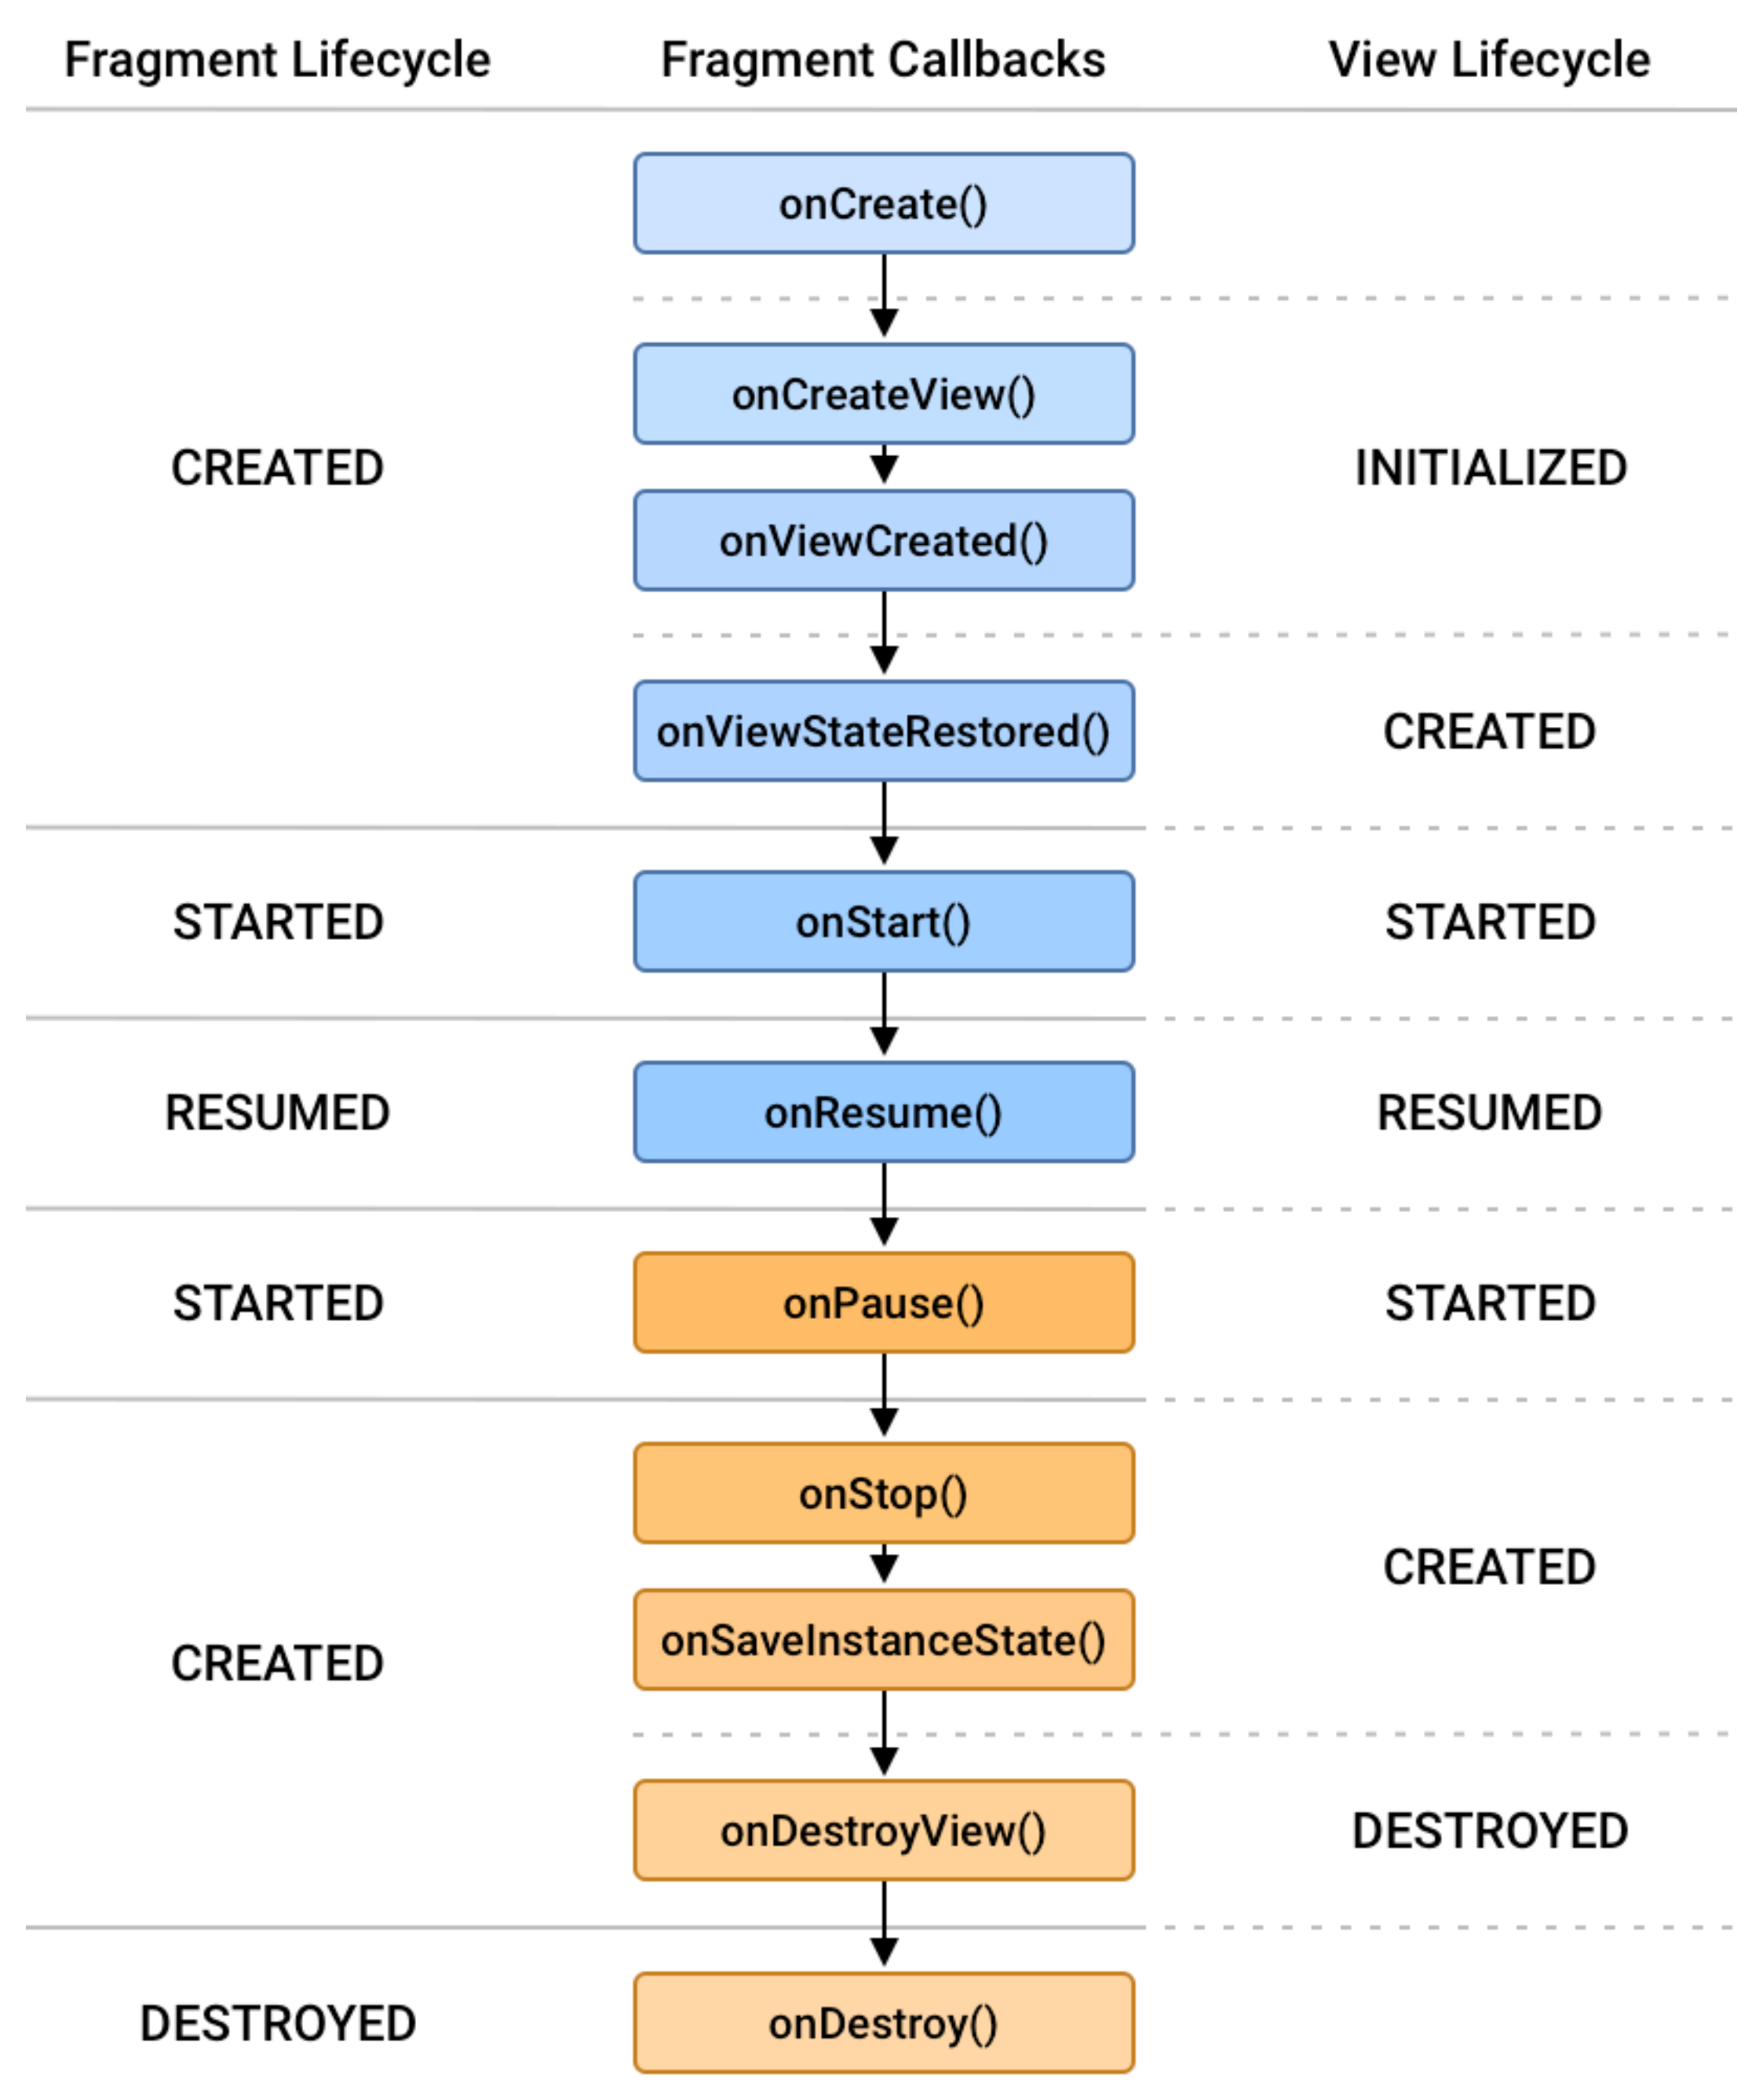 Fragment Lifecycle Fragment Callbacks View Lifecycle
onCreate()
onCreateView()
CREATED INITIALIZED
onViewCreated()
onViewStateRestored() CREATED
STARTED onStart() STARTED
RESUMED onResume() RESUMED
STARTED onPause() STARTED
onStop()
CREATED
onSaveInstanceState()
CREATED
onDestroyView() DESTROYED
DESTROYED onDestroy()